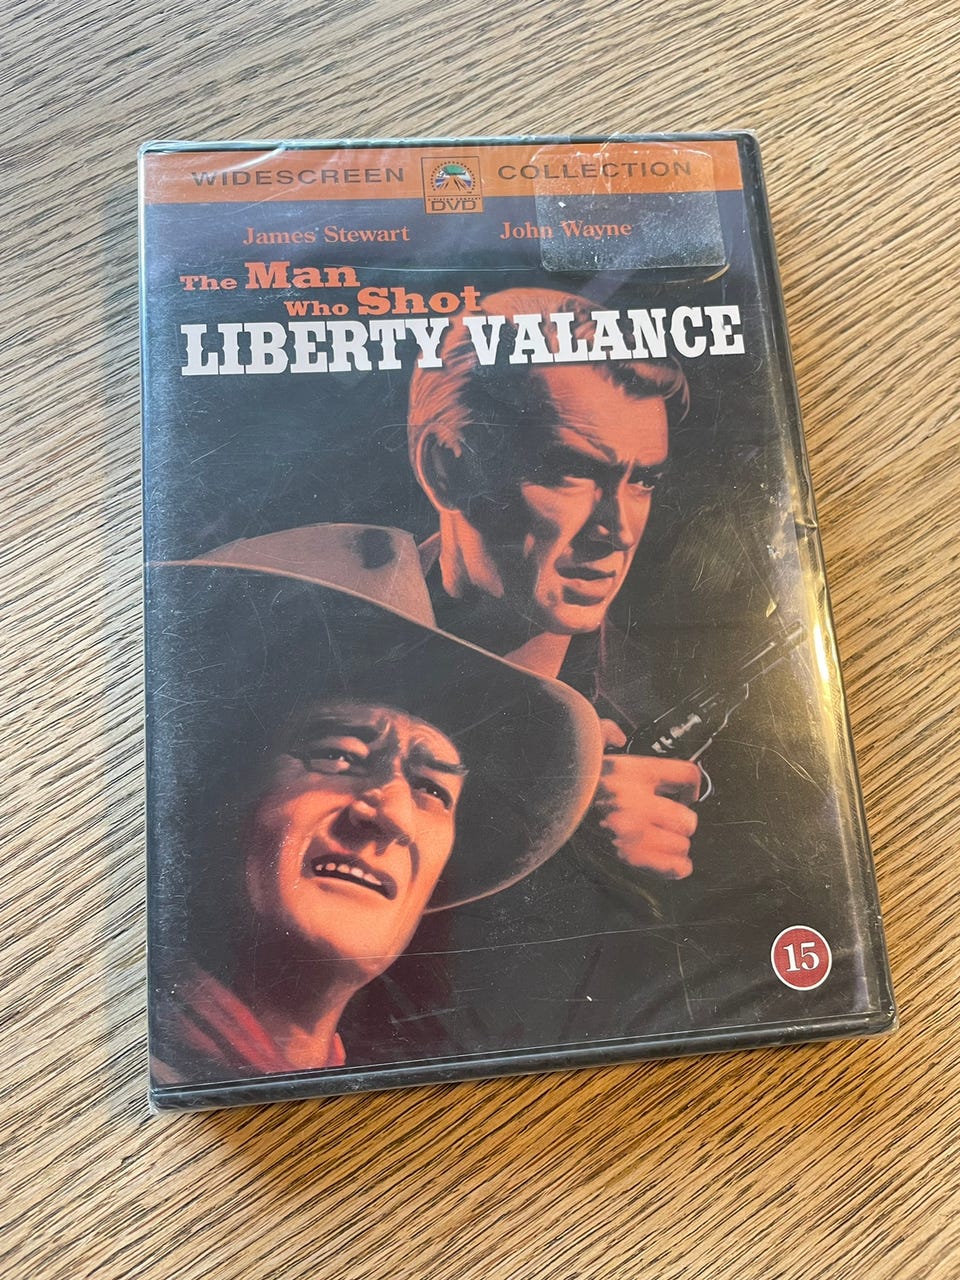 WIDESCREEN DVD COLLECTION
James Stewart John Wayne
The Man
Who Shot
LIBERTY VALANCE
15